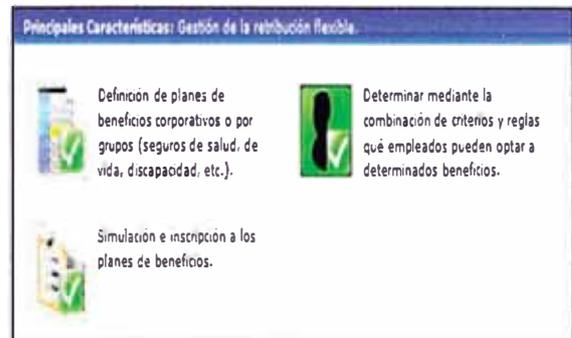 Principales Características: Gestión de la retribución flexible.
Definición de planes de
beneficios corporativos o por
grupos (seguros de salud, de
vida, discapacidad, etc.).
Determinar mediante la
combinación de criterios y reglas
qué empleados pueden optar a
determinados beneficios.
Simulación e inscripción a los
planes de beneficios.